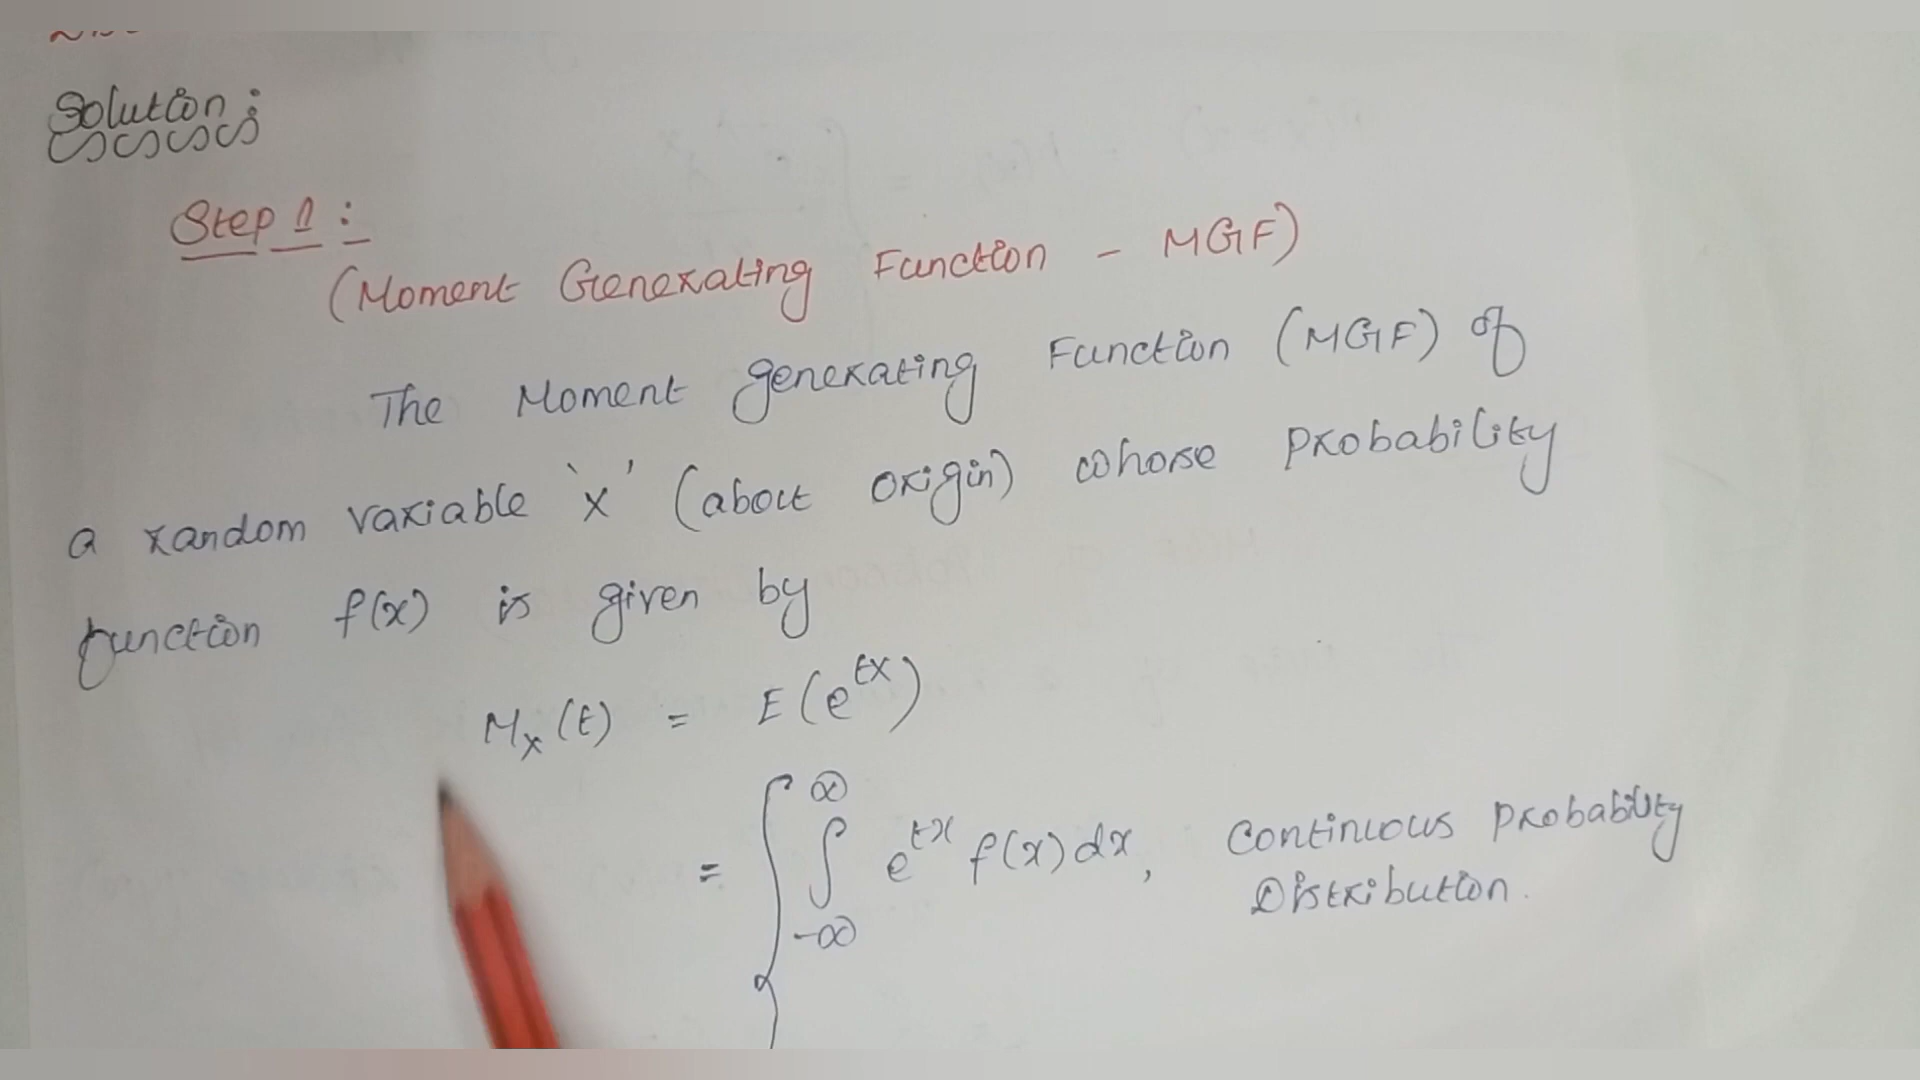 Solution :
Step 1 :
(Moment Generating Function - MGF)
The Moment generating Function (MGF) of
a random variable 'x' (about origin) whose probability
function f(x) is given by
Mx(t) = E(e^tx)
= { ∫ ∞ -∞ e^tx f(x) dx, Continuous probability
Distribution.